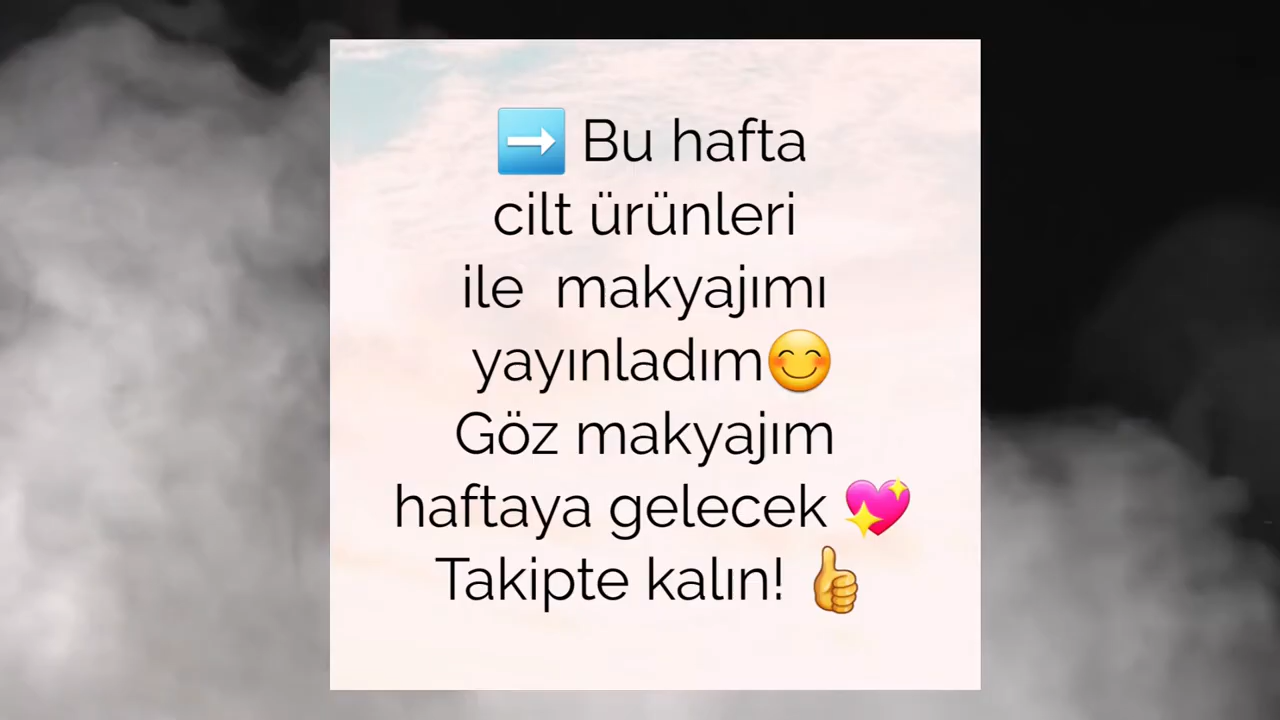 ➡️ Bu hafta
cilt ürünleri
ile makyajımı
yayınladım😊
Göz makyajım
haftaya gelecek 💖
Takipte kalın! 👍